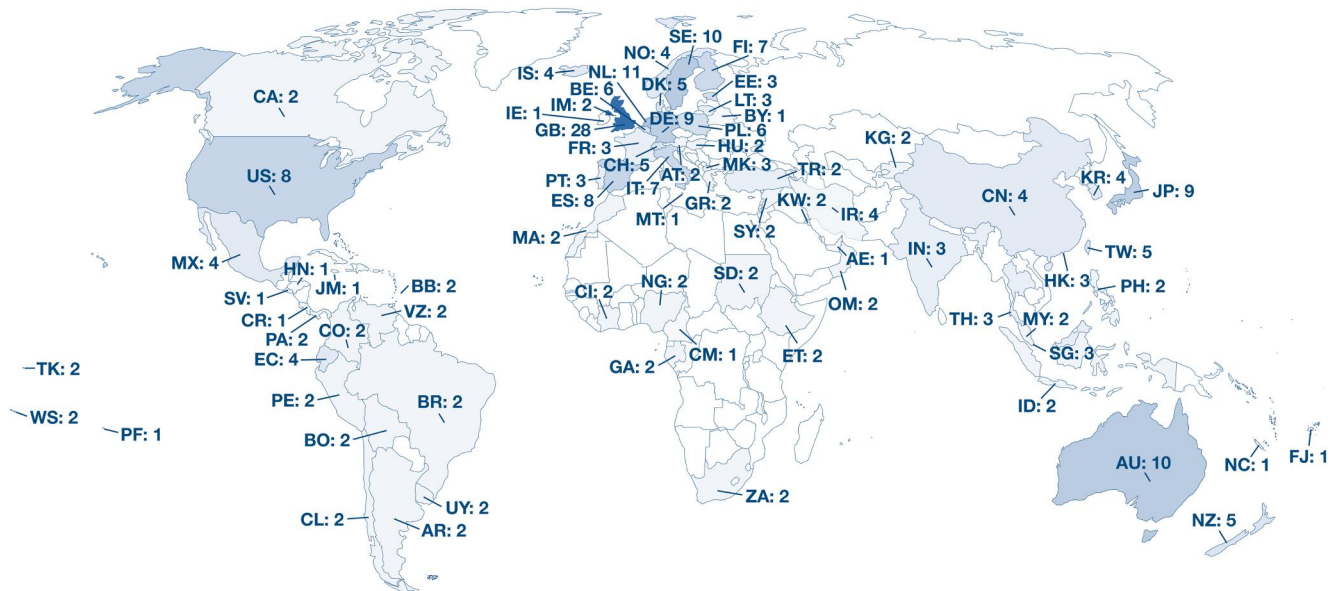 SE: 10
NO: 4
FI: 7
IS: 4
NL: 11
DK: 5
EE: 3
BE: 6
LT: 3
CA: 2
IM: 2
BY: 1
IE: 1
DE: 9
GB: 28
PL: 6
KG: 2
FR: 3
HU: 2
CH: 5
MK: 3
US: 8
PT: 3
IT: 7
AT: 2
TR: 2
KR: 4
JP: 9
ES: 8
GR: 2
KW: 2
CN: 4
MT: 1
IR: 4
MA: 2
SY: 2
IN: 3
TW: 5
MX: 4
HN: 1
AE: 1
SD: 2
HK: 3
JM: 1
BB: 2
NG: 2
PH: 2
SV: 1
CI: 2
OM: 2
CR: 1
VZ: 2
TH: 3
MY: 2
PA: 2
CO: 2
EC: 4
CM: 1
ET: 2
SG: 3
TK: 2
GA: 2
PE: 2
BR: 2
ID: 2
WS: 2
PF: 1
BO: 2
AU: 10
NC: 1
FJ: 1
ZA: 2
UY: 2
CL: 2
AR: 2
NZ: 5